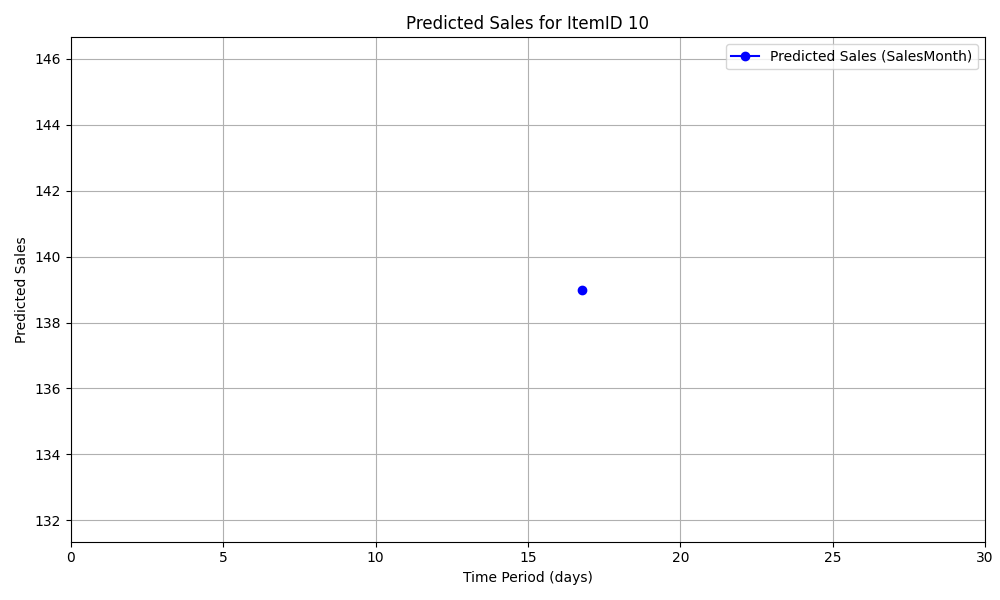 Predicted Sales for ItemID 10
Predicted Sales (SalesMonth)
146
144
142
140
138
136
134
132
Predicted Sales
0 5 10 15 20 25 30
Time Period (days)